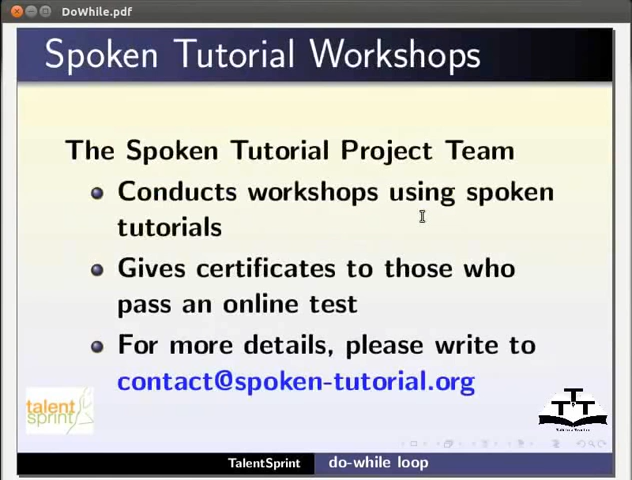 DoWhile.pdf
Spoken Tutorial Workshops
The Spoken Tutorial Project Team
Conducts workshops using spoken
tutorials
Gives certificates to those who
pass an online test
For more details, please write to
contact@spoken-tutorial.org
talent
sprint
TTT
TalentSprint do-while loop